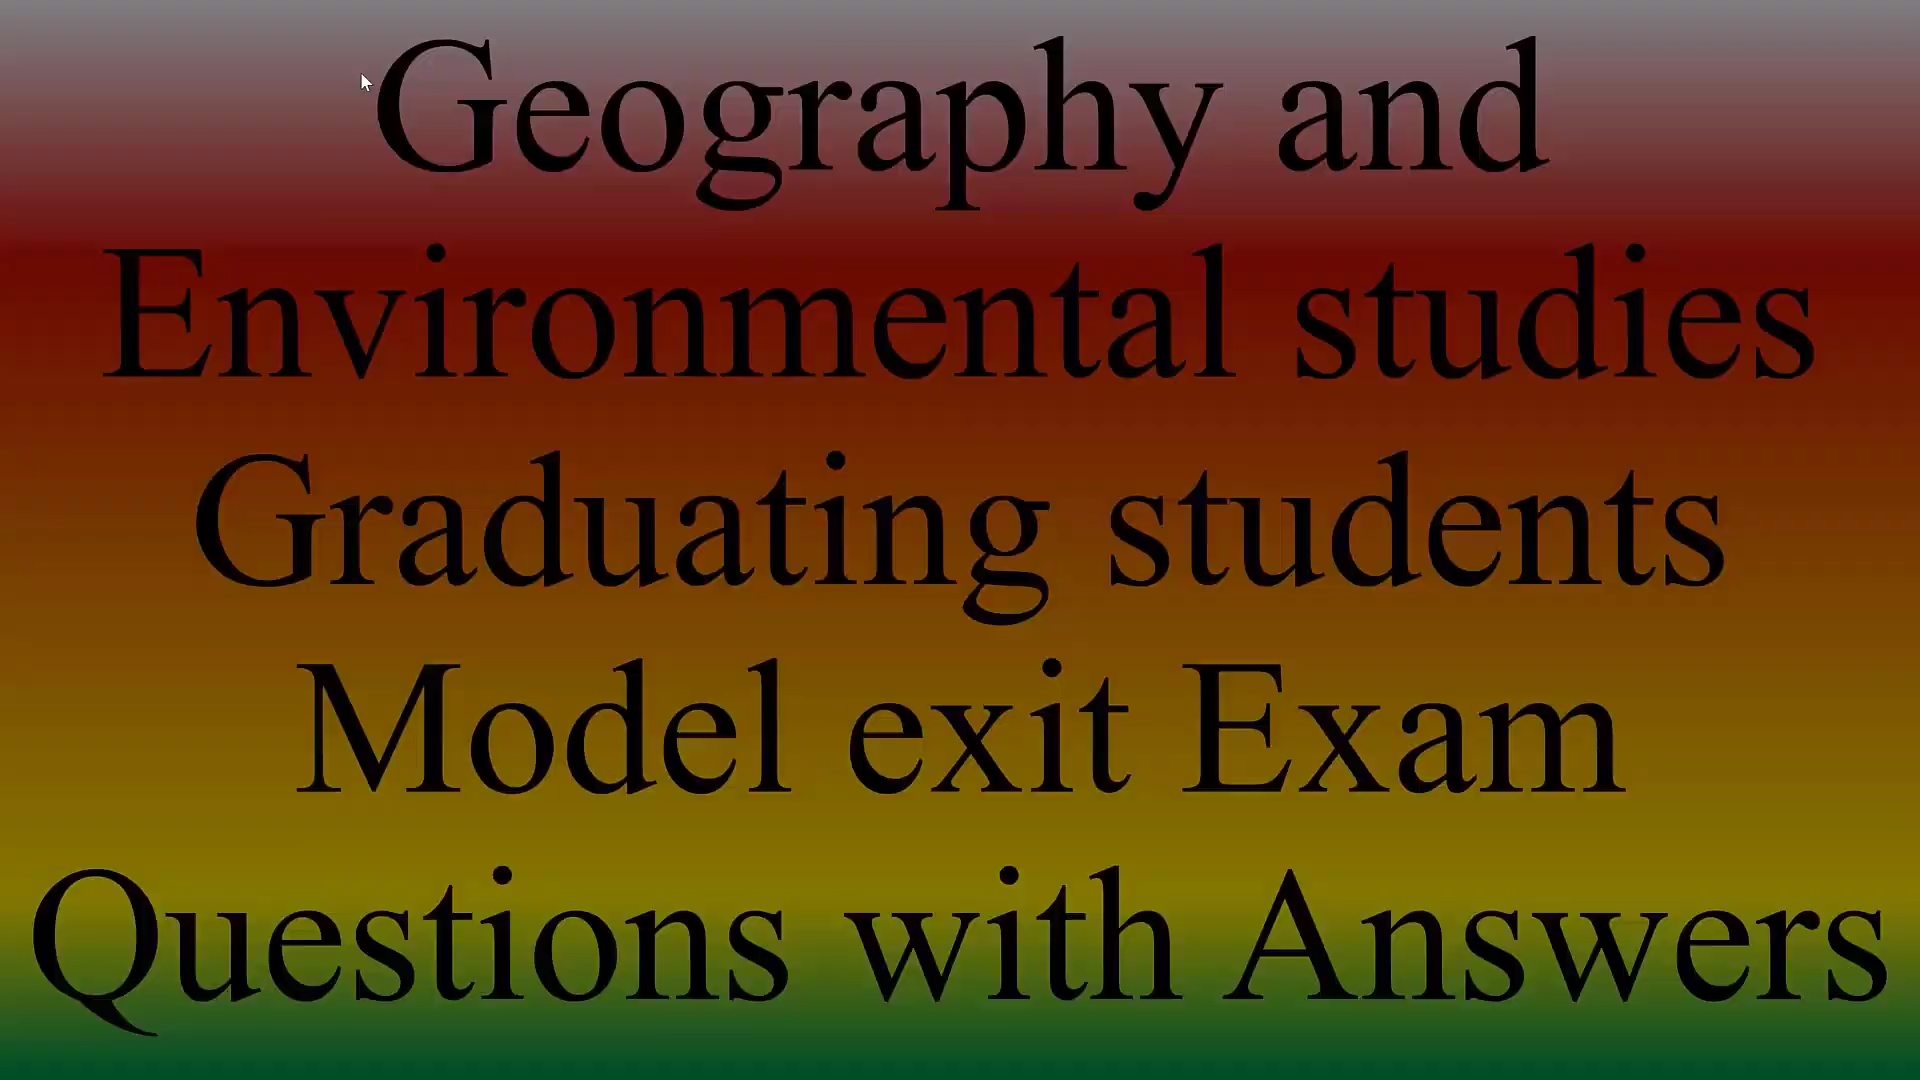 Geography and
Environmental studies
Graduating students
Model exit Exam
Questions with Answers